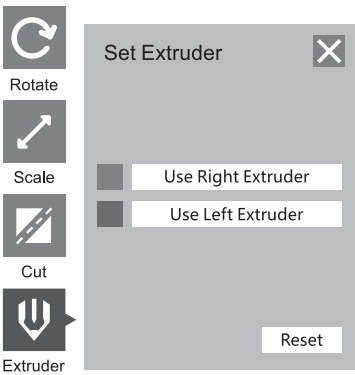 Rotate
Scale
Cut
Extruder
Set Extruder
Use Right Extruder
Use Left Extruder
Reset